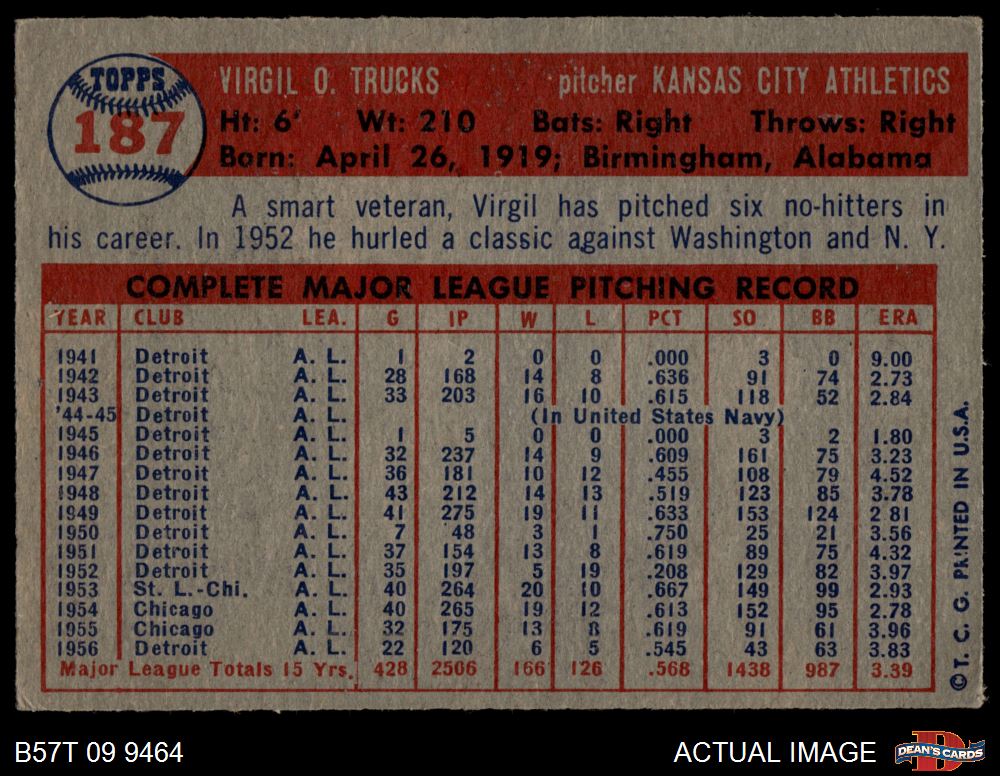 TOPPS
187
VIRGIL O. TRUCKS pitcher KANSAS CITY ATHLETICS
Ht: 6' Wt: 210 Bats: Right Throws: Right
Born: April 26, 1919; Birmingham, Alabama
A smart veteran, Virgil has pitched six no-hitters in
his career. In 1952 he hurled a classic against Washington and N. Y.
COMPLETE MAJOR LEAGUE PITCHING RECORD
YEAR CLUB LEA. G IP W L PCT SO BB ERA
1941 Detroit A. L. 1 2 0 0 .000 3 0 9.00
1942 Detroit A. L. 28 168 14 8 .636 91 74 2.73
1943 Detroit A. L. 33 203 16 10 .615 118 52 2.84
'44-45 Detroit A. L. (In United States Navy)
1945 Detroit A. L. 1 5 0 0 .000 3 2 1.80
1946 Detroit A. L. 32 237 14 9 .609 161 75 3.23
1947 Detroit A. L. 36 181 10 12 .455 108 79 4.52
1948 Detroit A. L. 43 212 14 13 .519 123 85 3.78
1949 Detroit A. L. 41 275 19 11 .633 153 124 2.81
1950 Detroit A. L. 7 48 3 1 .750 25 21 3.56
1951 Detroit A. L. 37 154 13 8 .619 89 75 4.32
1952 Detroit A. L. 35 197 5 19 .208 129 82 3.97
1953 St. L.-Chi. A. L. 40 264 20 10 .667 149 99 2.93
1954 Chicago A. L. 40 265 19 12 .613 152 95 2.78
1955 Chicago A. L. 32 175 13 8 .619 91 61 3.96
1956 Detroit A. L. 22 120 6 5 .545 43 63 3.83
Major League Totals 15 Yrs. 428 2506 166 126 .568 1438 987 3.39
©T. C. G. PRINTED IN U.S.A.
B57T 09 9464 ACTUAL IMAGE
D
DEAN'S CARDS